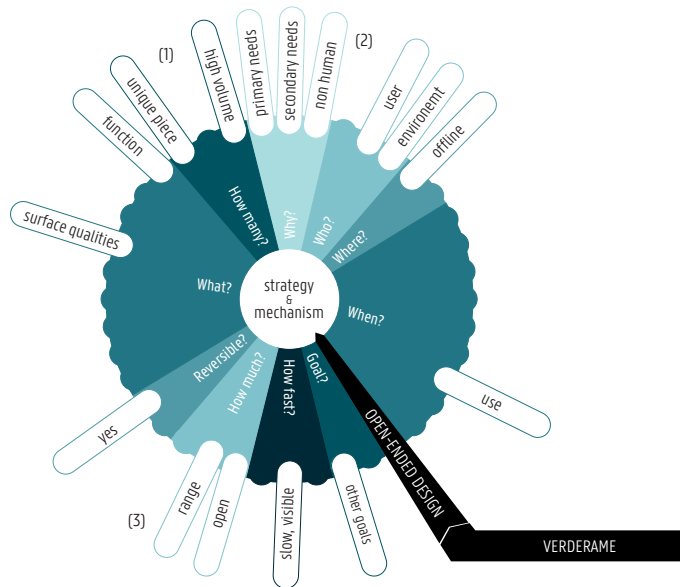 (1)
(2)
(3)
surface qualities
function
unique piece
high volume
primary needs
secondary needs
non human
user
environemt
offline
use
other goals
slow, visible
open
range
yes
What?
How many?
Why?
Who?
Where?
When?
Goal?
How fast?
How much?
Reversible?
strategy
&
mechanism
OPEN-ENDED DESIGN
VERDERAME